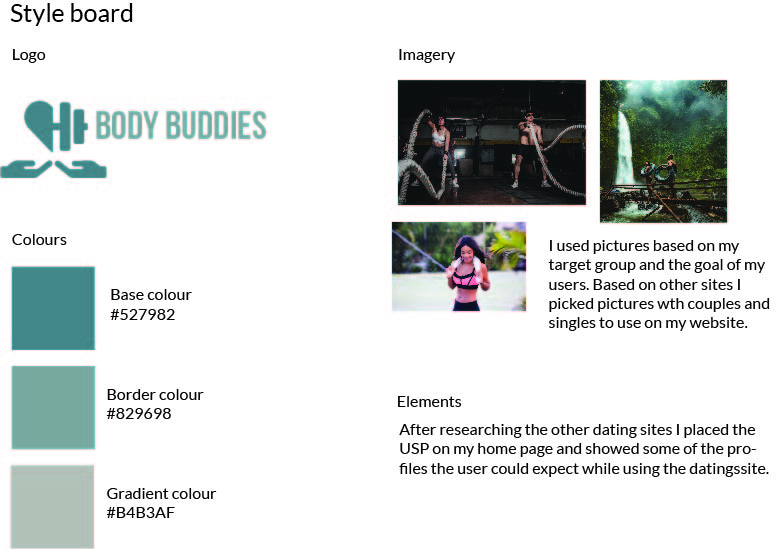 Style board
Logo
BODY BUDDIES
Colours
Base colour
#527982
Border colour
#829698
Gradient colour
#B4B3AF
Imagery
I used pictures based on my
target group and the goal of my
users. Based on other sites I
picked pictures wth couples and
singles to use on my website.
Elements
After researching the other dating sites I placed the
USP on my home page and showed some of the pro-
files the user could expect while using the datingssite.